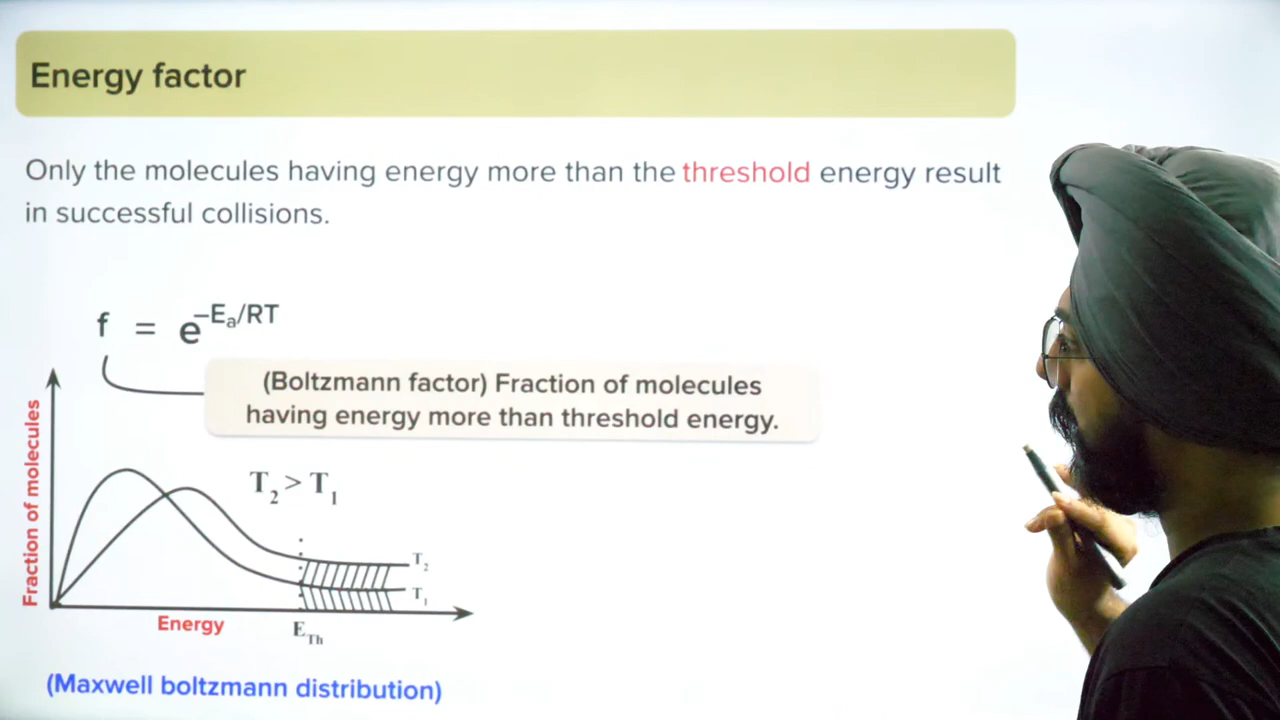 Energy factor
Only the molecules having energy more than the threshold energy result
in successful collisions.
f = e^–Eₐ/RT
(Boltzmann factor) Fraction of molecules
having energy more than threshold energy.
Fraction of molecules
T₂ > T₁
T₂
T₁
Energy
E_Th
(Maxwell boltzmann distribution)